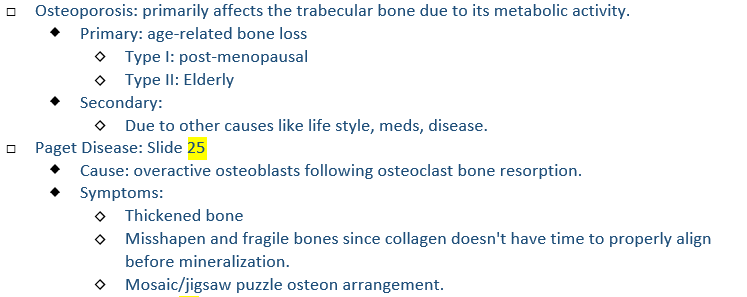 Osteoporosis: primarily affects the trabecular bone due to its metabolic activity.
Primary: age-related bone loss
Type I: post-menopausal
Type II: Elderly
Secondary:
Due to other causes like life style, meds, disease.
Paget Disease: Slide 25
Cause: overactive osteoblasts following osteoclast bone resorption.
Symptoms:
Thickened bone
Misshapen and fragile bones since collagen doesn't have time to properly align
before mineralization.
Mosaic/jigsaw puzzle osteon arrangement.